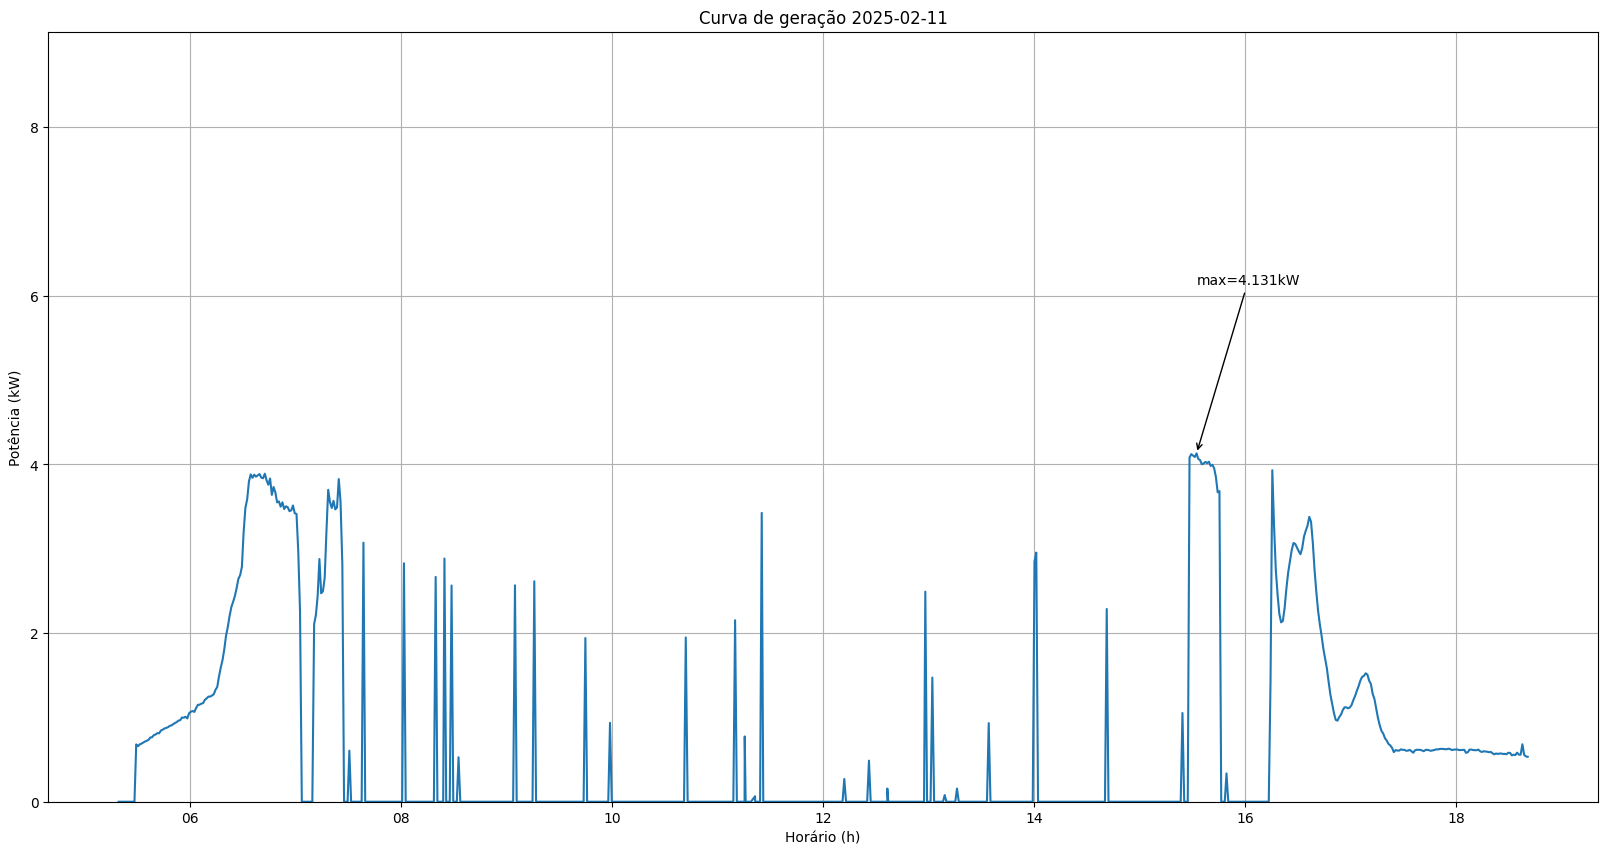 Curva de geração 2025-02-11
Potência (kW)
8
6
4
2
0
max=4.131kW
06 08 10 12 14 16 18
Horário (h)